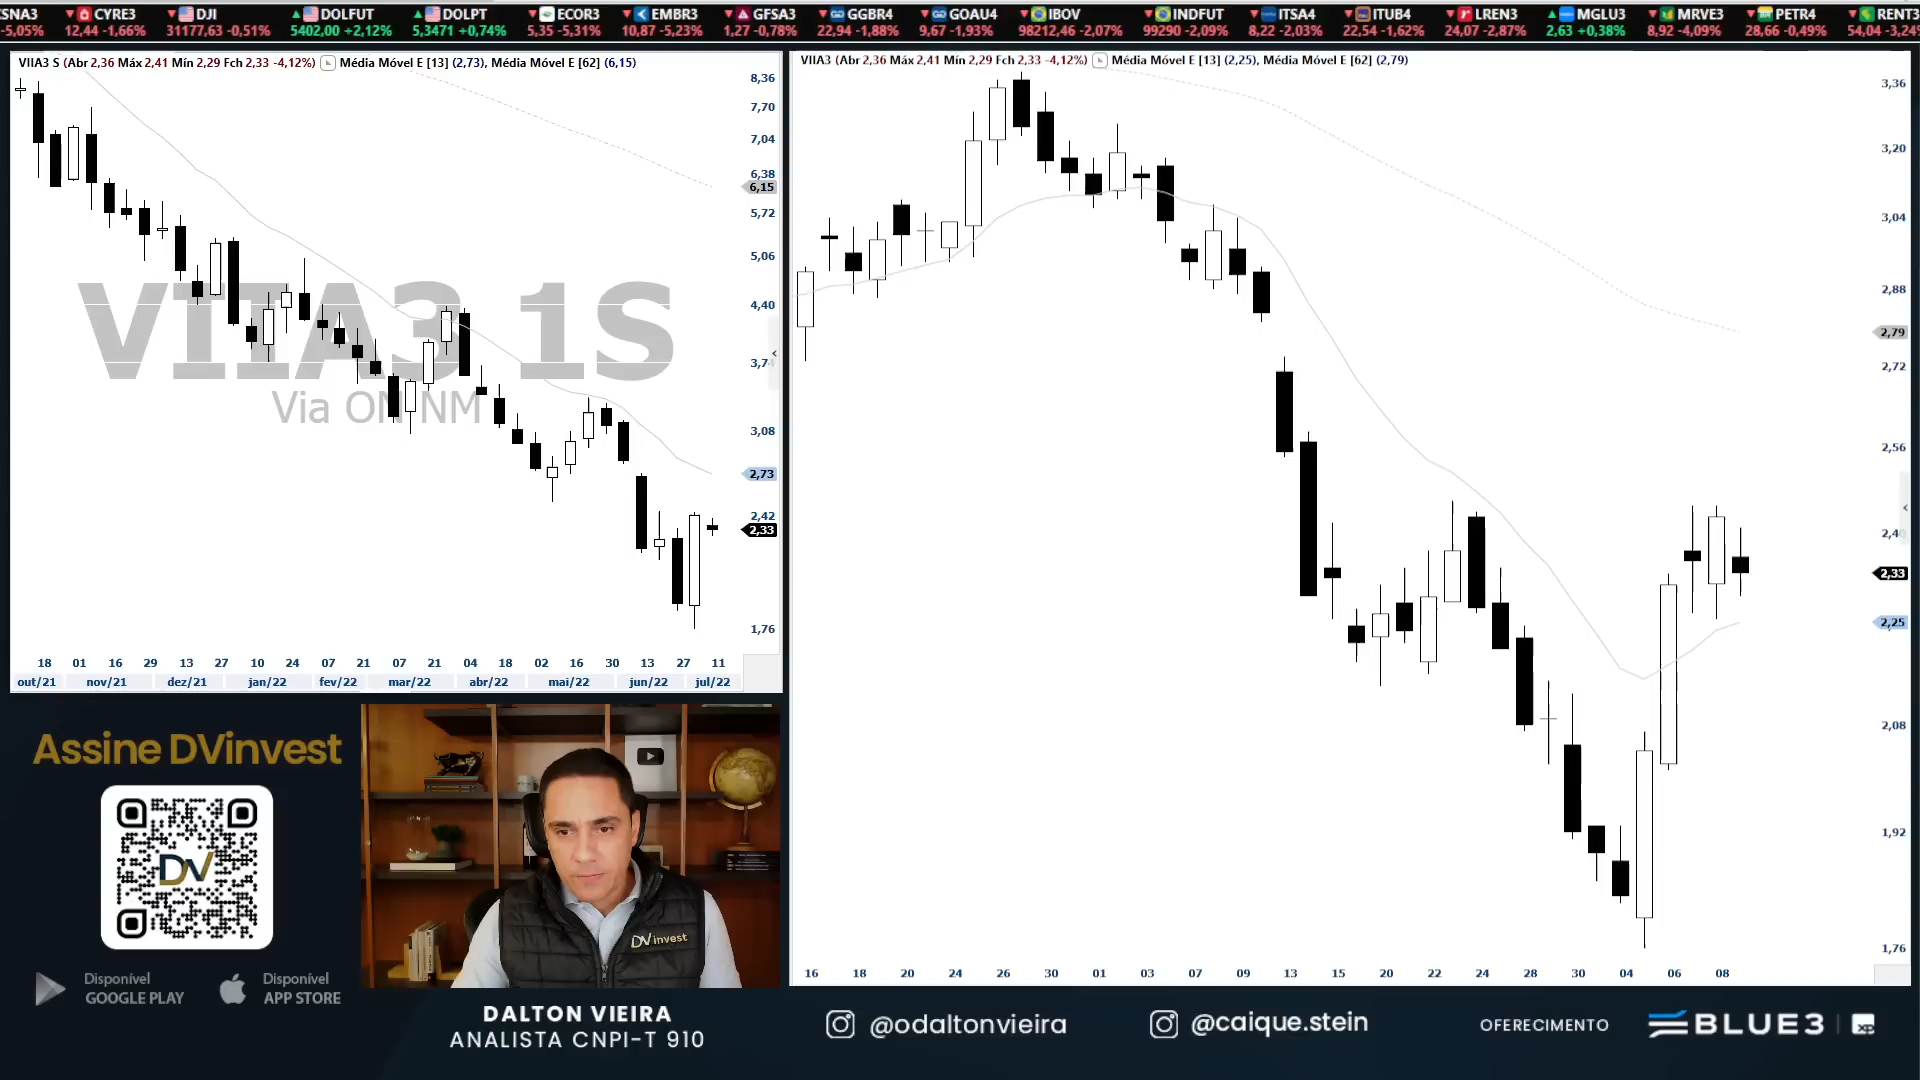 CSNA3 CYRE3 DJI DOLFUT DOLPT ECOR3 EMBR3 GFSA3 GGBR4 GOAU4 IBOV INDFUT ITSA4 ITUB4 LREN3 MGLU3 MRVE3 PETR4 RENT3
-5,05% 12,44 -1,66% 31177,63 -0,51% 5402,00 +2,12% 5,3471 +0,74% 5,35 -5,31% 10,87 -5,23% 1,27 -0,78% 22,94 -1,88% 9,67 -1,93% 98212,46 -2,07% 99290 -2,09% 8,22 -2,03% 22,54 -1,62% 24,07 -2,87% 2,63 +0,38% 8,92 -4,09% 28,66 -0,49% 54,04 -3,24%
VIIA3 S (Abr 2,36 Máx 2,41 Mín 2,29 Fch 2,33 -4,12%) Média Móvel E [13] (2,73), Média Móvel E [62] (6,15)
8,36
7,70
7,04
6,38
6,15
5,72
5,06
4,40
3,74
3,08
2,73
2,42
2,33
1,76
VIIA3 1S
Via ON NM
18 01 16 29 13 27 10 24 07 21 07 21 04 18 02 16 30 13 27 11
out/21 nov/21 dez/21 jan/22 fev/22 mar/22 abr/22 mai/22 jun/22 jul/22
VIIA3 (Abr 2,36 Máx 2,41 Mín 2,29 Fch 2,33 -4,12%) Média Móvel E [13] (2,25), Média Móvel E [62] (2,79)
3,36
3,20
3,04
2,88
2,79
2,72
2,56
2,40
2,33
2,25
2,08
1,92
1,76
16 18 20 24 26 30 01 03 07 09 13 15 20 22 24 28 30 04 06 08
Assine DVinvest
DV
Disponível
GOOGLE PLAY
Disponível
APP STORE
DVinvest
DALTON VIEIRA
ANALISTA CNPI-T 910
@odaltonvieira
@caique.stein
OFERECIMENTO
BLUE3
xp